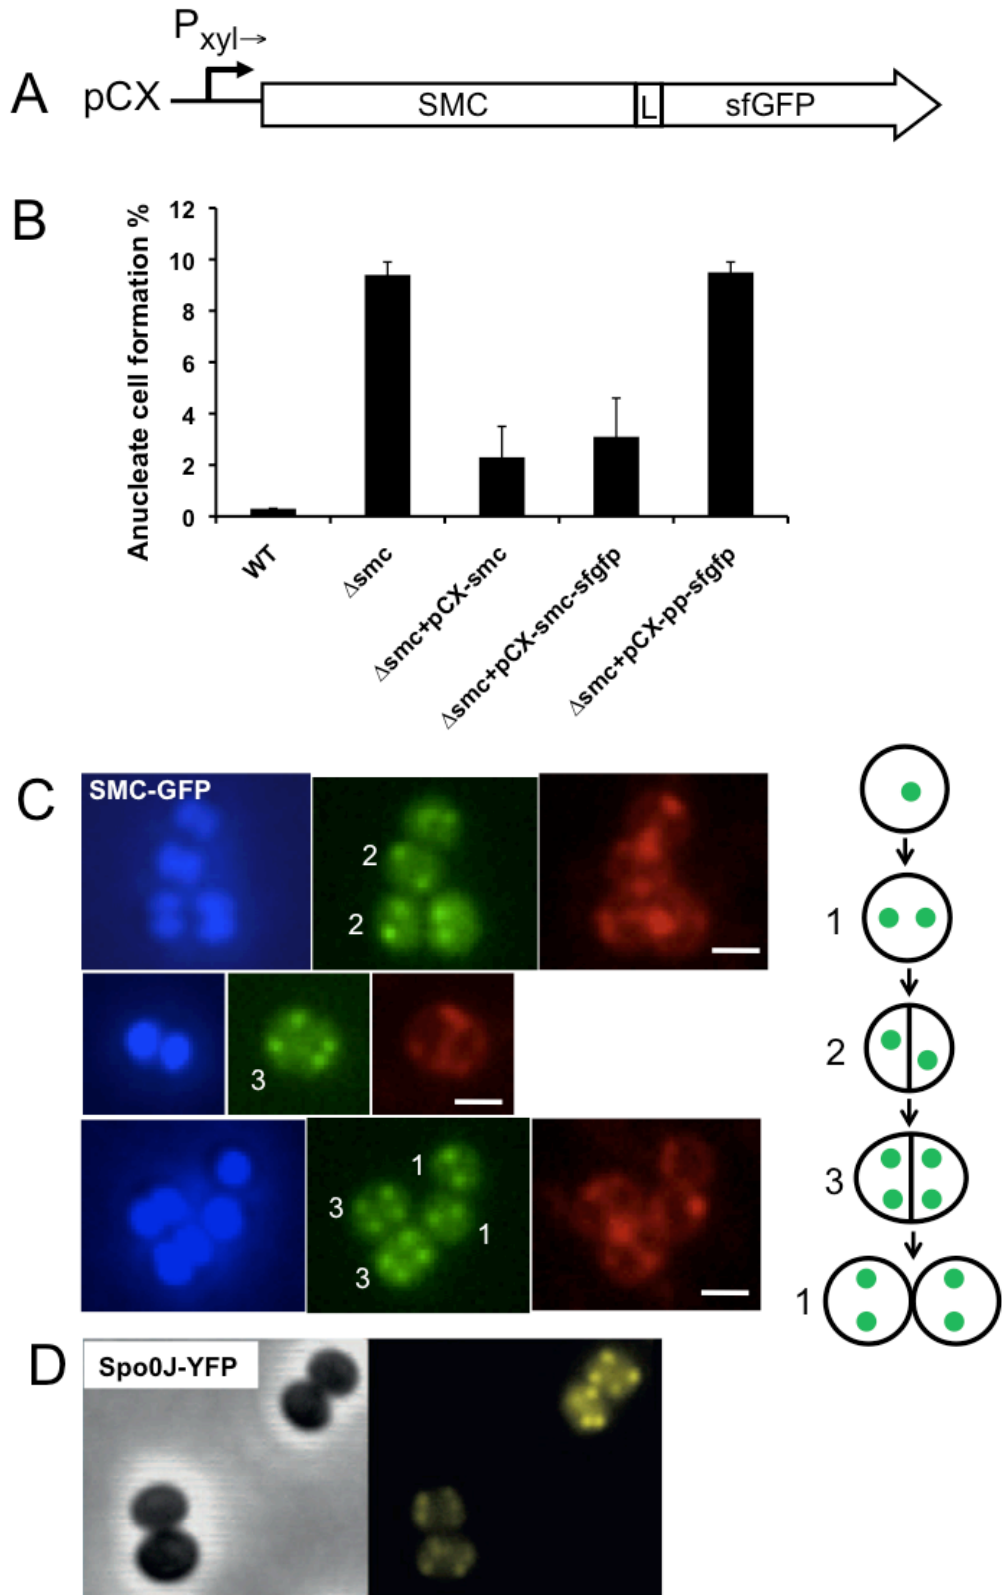 A
pCX
Pxyl→
SMC
L
sfGFP
B
Anucleate cell formation %
12
10
8
6
4
2
0
WT
Δsmc
Δsmc+pCX-smc
Δsmc+pCX-smc-sfgfp
Δsmc+pCX-pp-sfgfp
C
SMC-GFP
2
2
3
1
3
1
3
1
2
3
1
D
Spo0J-YFP